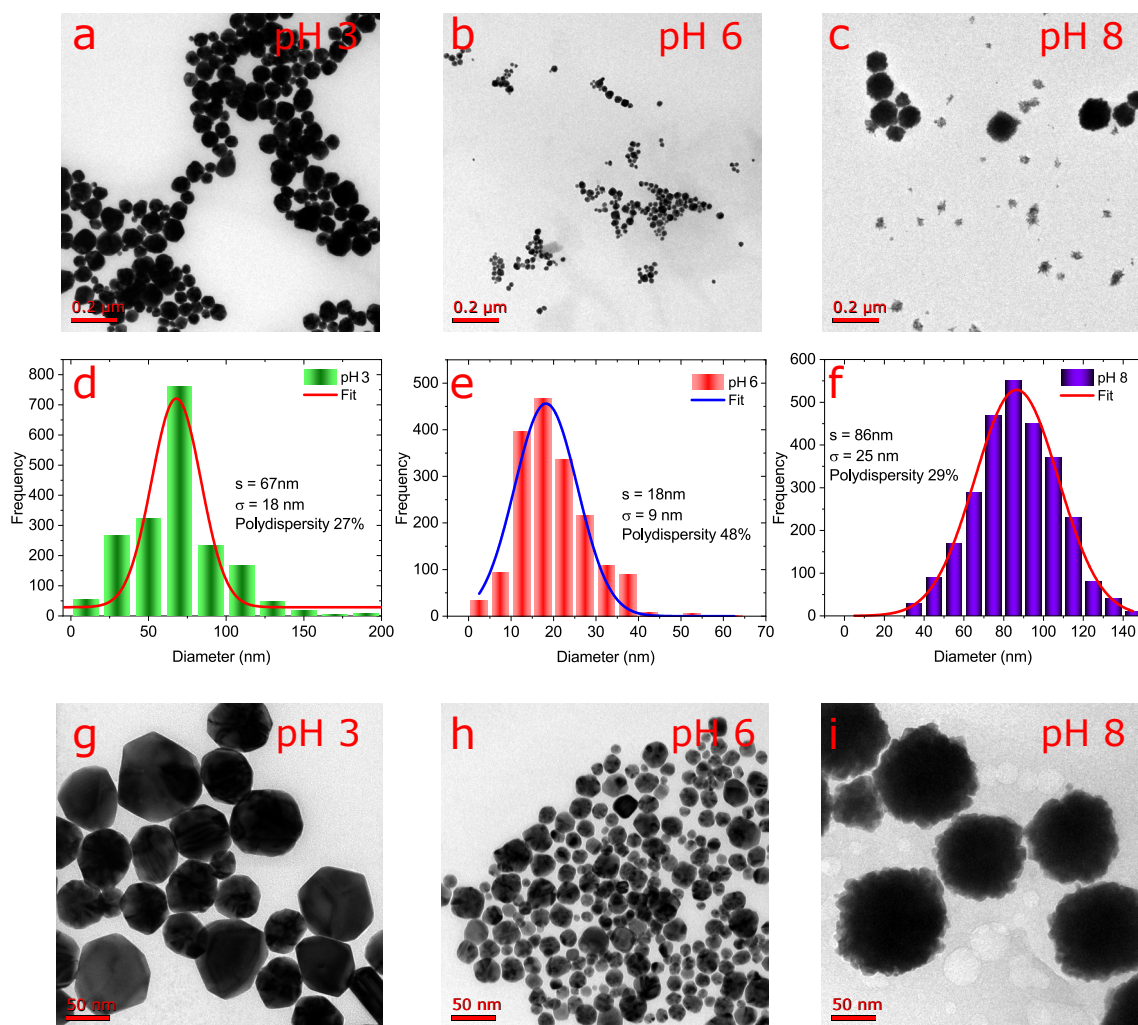 a
pH 3
b
pH 6
c
pH 8
0.2 µm
0.2 µm
0.2 µm
d
pH 3
Fit
s = 67nm
σ = 18 nm
Polydispersity 27%
Frequency
800
700
600
500
400
300
200
100
0
0
50
100
150
200
Diameter (nm)
e
pH 6
Fit
s = 18nm
σ = 9 nm
Polydispersity 48%
Frequency
500
400
300
200
100
0
0
10
20
30
40
50
60
70
Diameter (nm)
f
pH 8
Fit
s = 86nm
σ = 25 nm
Polydispersity 29%
Frequency
600
500
400
300
200
100
0
0
20
40
60
80
100
120
140
Diameter (nm)
g
pH 3
h
pH 6
i
pH 8
50 nm
50 nm
50 nm